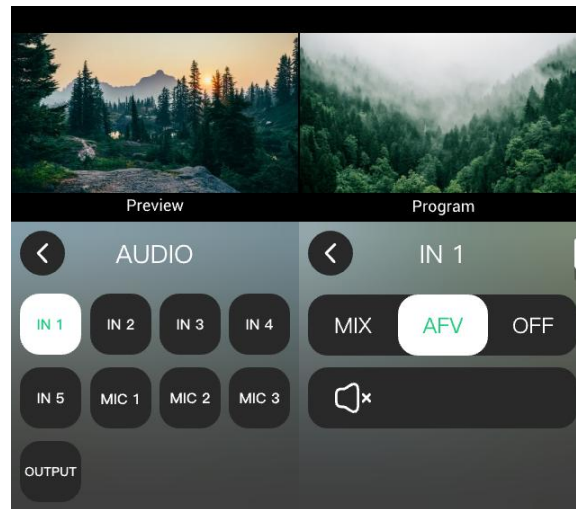 Preview
Program
AUDIO
IN 1
IN 1
IN 2
IN 3
IN 4
MIX
AFV
OFF
IN 5
MIC 1
MIC 2
MIC 3
OUTPUT